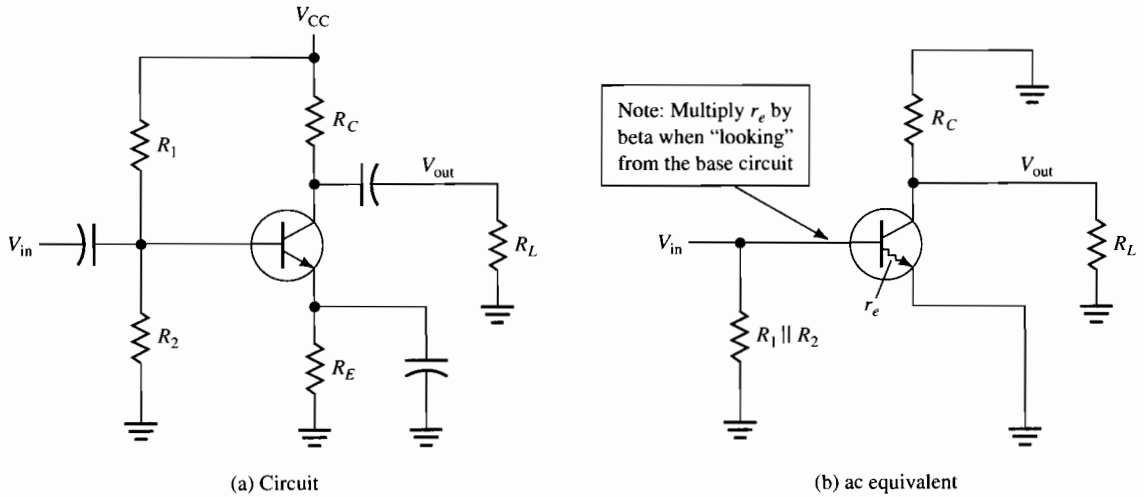 V_CC
R_C
R_1
V_out
V_in
R_L
R_2
R_E
(a) Circuit
Note: Multiply r_e by
beta when “looking”
from the base circuit
R_C
V_out
V_in
R_L
r_e
R_1 || R_2
(b) ac equivalent